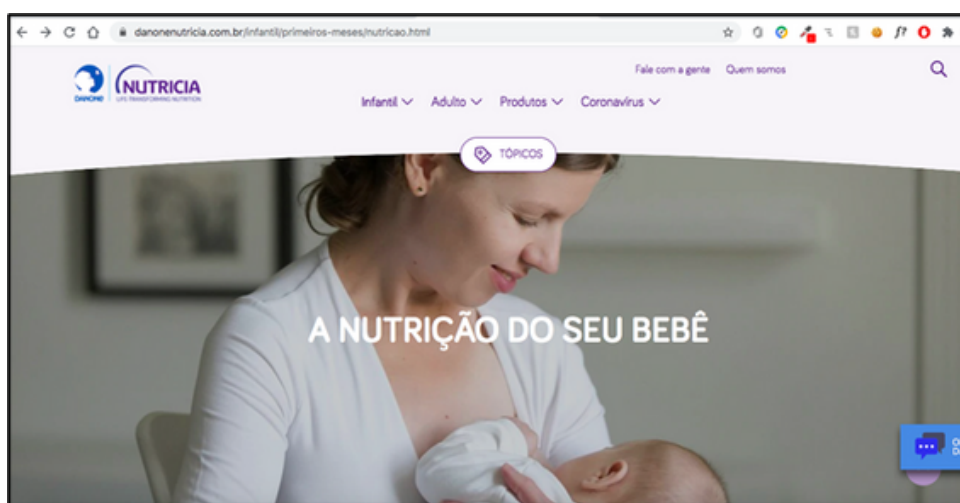 danonenutricia.com.br/infantil/primeiros-meses/nutricao.html
Fale com a gente Quem somos
DANONE NUTRICIA
LIFE TRANSFORMING NUTRITION
Infantil Adulto Produtos Coronavírus
TÓPICOS
A NUTRIÇÃO DO SEU BEBÊ